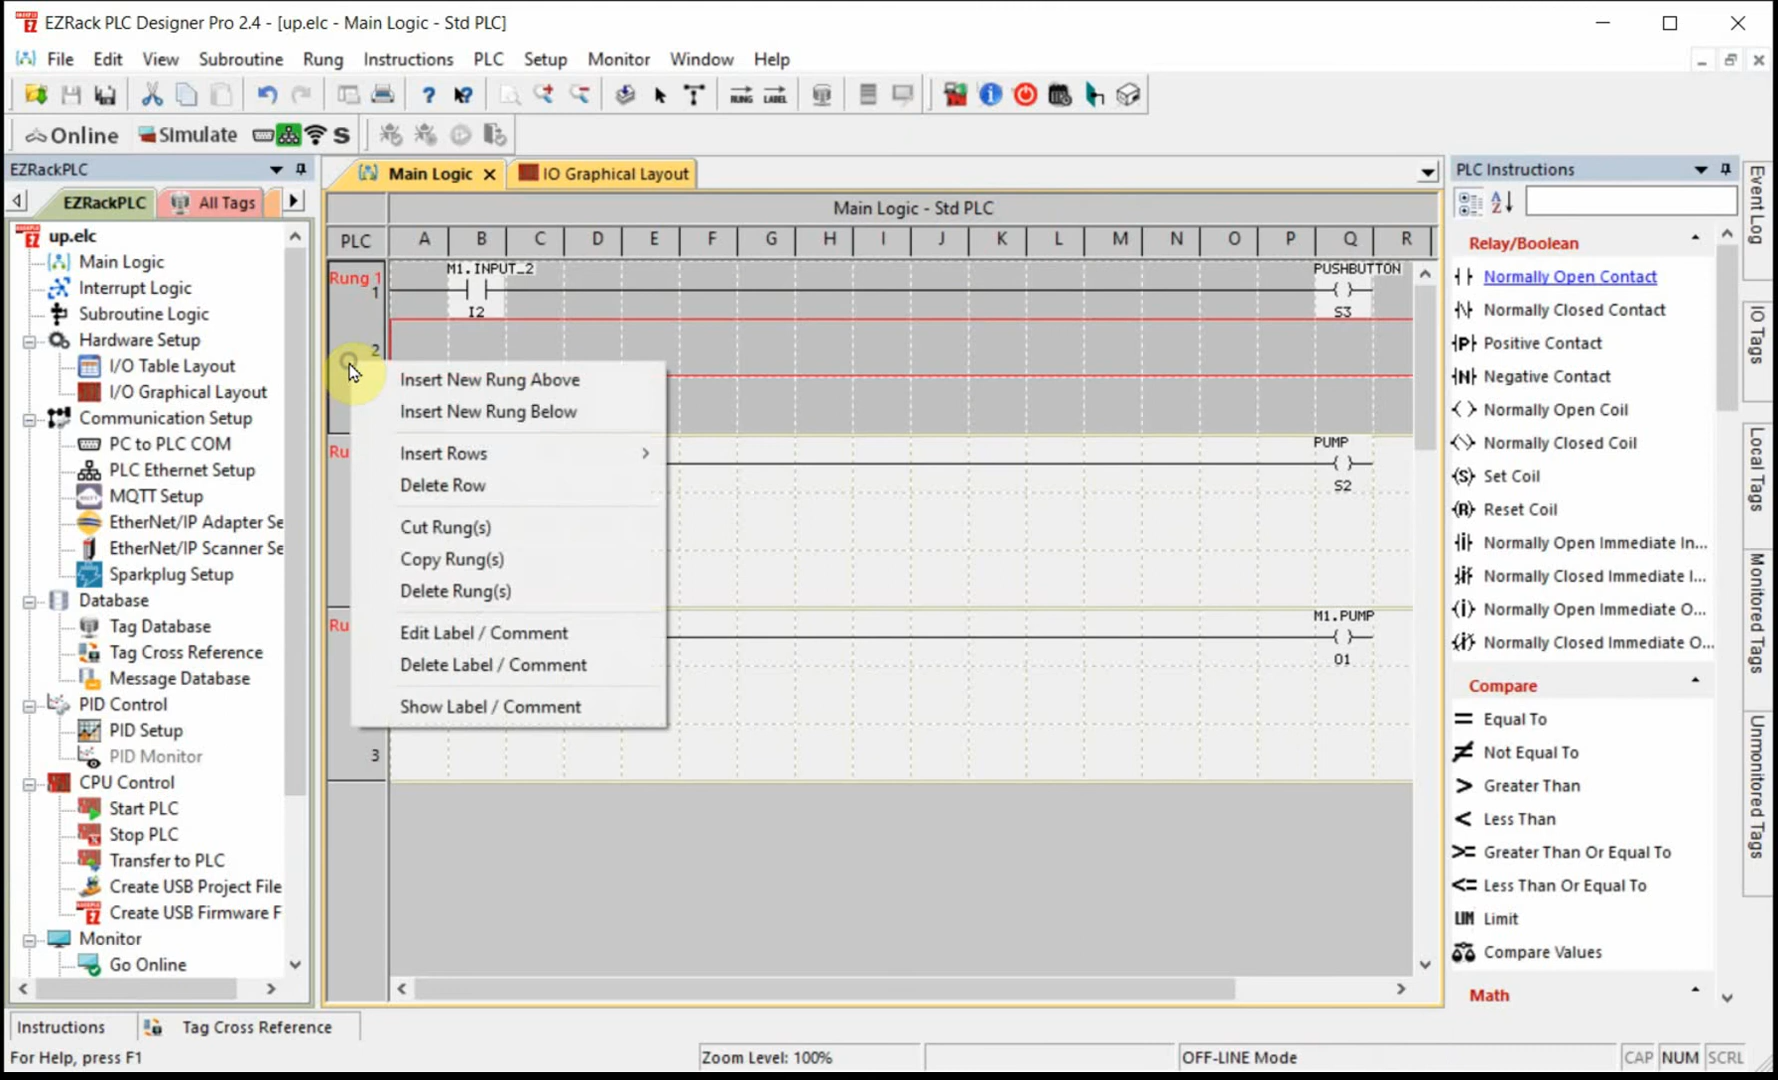 EZRack PLC Designer Pro 2.4 - [up.elc - Main Logic - Std PLC]
File Edit View Subroutine Rung Instructions PLC Setup Monitor Window Help
RUNG LABEL
Online Simulate S
EZRackPLC
EZRackPLC All Tags
up.elc
Main Logic
Interrupt Logic
Subroutine Logic
Hardware Setup
I/O Table Layout
I/O Graphical Layout
Communication Setup
PC to PLC COM
PLC Ethernet Setup
MQTT Setup
EtherNet/IP Adapter Se
EtherNet/IP Scanner Se
Sparkplug Setup
Database
Tag Database
Tag Cross Reference
Message Database
PID Control
PID Setup
PID Monitor
CPU Control
Start PLC
Stop PLC
Transfer to PLC
Create USB Project File
Create USB Firmware F
Monitor
Go Online
Main Logic IO Graphical Layout
Main Logic - Std PLC
PLC A B C D E F G H I J K L M N O P Q R
Rung 1
M1.INPUT_2 PUSHBUTTON
1
I2 S3
2
Insert New Rung Above
Insert New Rung Below
Insert Rows
Delete Row
Cut Rung(s)
Copy Rung(s)
Delete Rung(s)
Edit Label / Comment
Delete Label / Comment
Show Label / Comment
Ru PUMP
S2
Ru M1.PUMP
O1
3
PLC Instructions
Relay/Boolean
Normally Open Contact
Normally Closed Contact
Positive Contact
Negative Contact
Normally Open Coil
Normally Closed Coil
Set Coil
Reset Coil
Normally Open Immediate In...
Normally Closed Immediate I...
Normally Open Immediate O...
Normally Closed Immediate O...
Compare
= Equal To
≠ Not Equal To
> Greater Than
< Less Than
>= Greater Than Or Equal To
<= Less Than Or Equal To
LIM Limit
Compare Values
Math
Event Log
IO Tags
Local Tags
Monitored Tags
Unmonitored Tags
Instructions Tag Cross Reference
For Help, press F1 Zoom Level: 100% OFF-LINE Mode CAP NUM SCRL